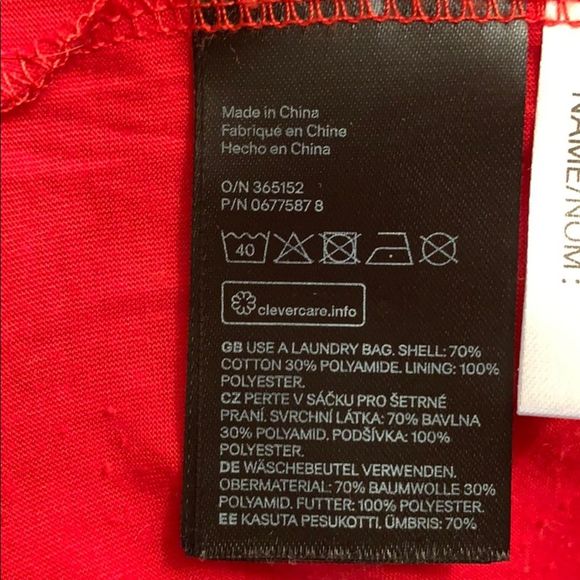 Made in China
Fabriqué en Chine
Hecho en China
O/N 365152
P/N 0677587 8
40
clevercare.info
GB USE A LAUNDRY BAG. SHELL: 70%
COTTON 30% POLYAMIDE. LINING: 100%
POLYESTER.
CZ PERTE V SÁČKU PRO ŠETRNÉ
PRANÍ. SVRCHNÍ LÁTKA: 70% BAVLNA
30% POLYAMID. PODŠÍVKA: 100%
POLYESTER.
DE WÄSCHEBEUTEL VERWENDEN.
OBERMATERIAL: 70% BAUMWOLLE 30%
POLYAMID. FUTTER: 100% POLYESTER.
EE KASUTA PESUKOTTI. ÜMBRIS: 70%
NAME/NOM: